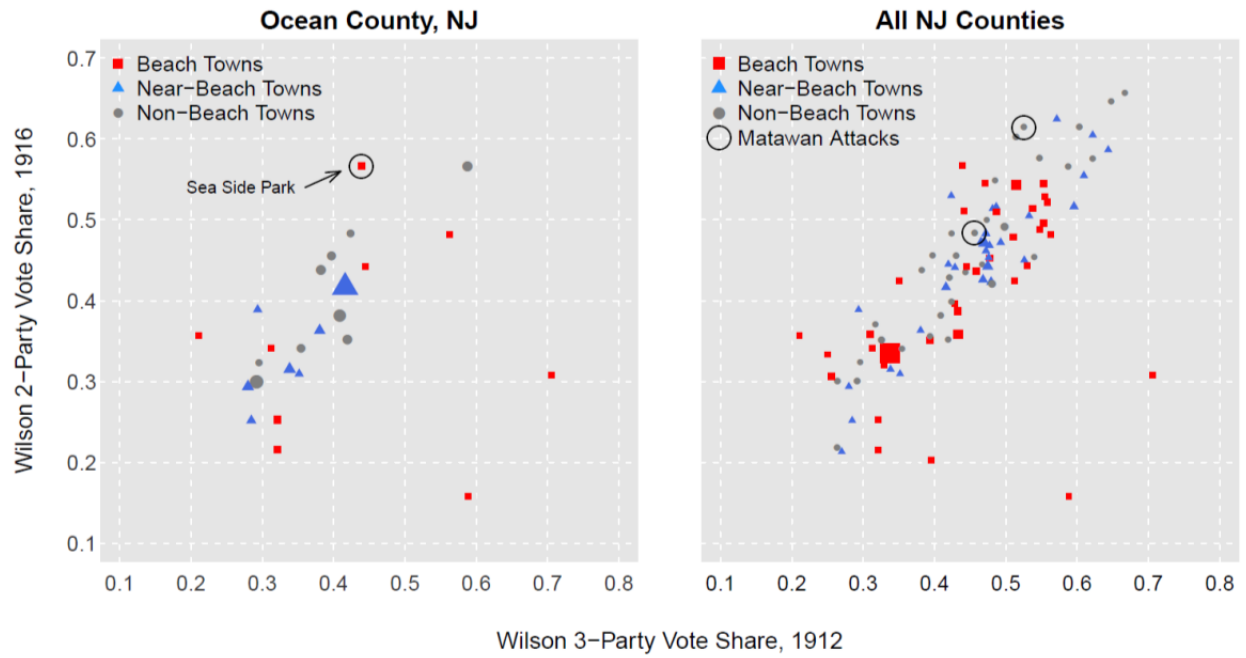 Ocean County, NJ
All NJ Counties
Wilson 2−Party Vote Share, 1916
0.7
0.6
0.5
0.4
0.3
0.2
0.1
Beach Towns
Near−Beach Towns
Non−Beach Towns
Sea Side Park
0.1 0.2 0.3 0.4 0.5 0.6 0.7 0.8
Beach Towns
Near−Beach Towns
Non−Beach Towns
Matawan Attacks
0.1 0.2 0.3 0.4 0.5 0.6 0.7 0.8
Wilson 3−Party Vote Share, 1912